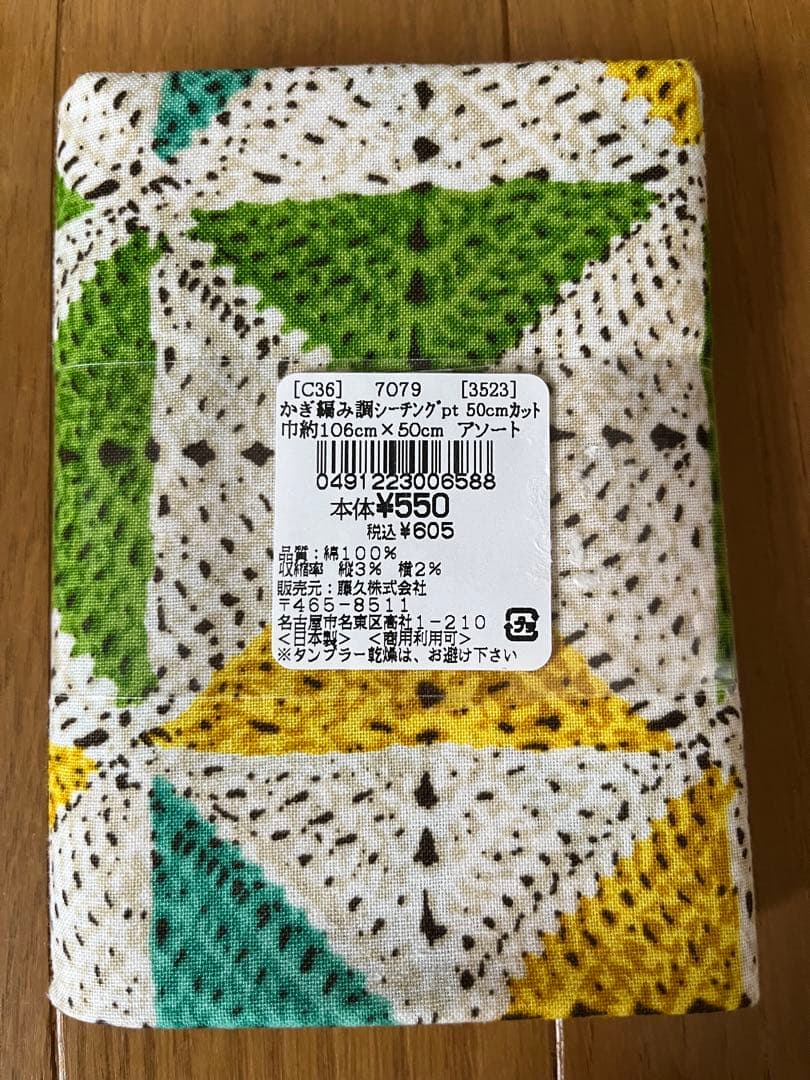 [C36] 7079 [3523]
かぎ編み調シーチングpt 50cmカット
巾約106cm×50cm アソート
0491223006588
本体¥550
税込¥605
品質：綿100%
収縮率 縦3% 横2%
販売元：藤久株式会社
〒465-8511
名古屋市名東区高社1-210
<日本製> <商用利用可>
プラ
※タンブラー乾燥は、お避け下さい